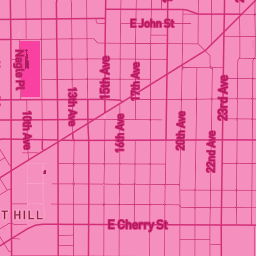 E John St
Nagle Pl
10th Ave
13th Ave
15th Ave
16th Ave
17th Ave
20th Ave
22nd Ave
23rd Ave
T HILL
E Cherry St